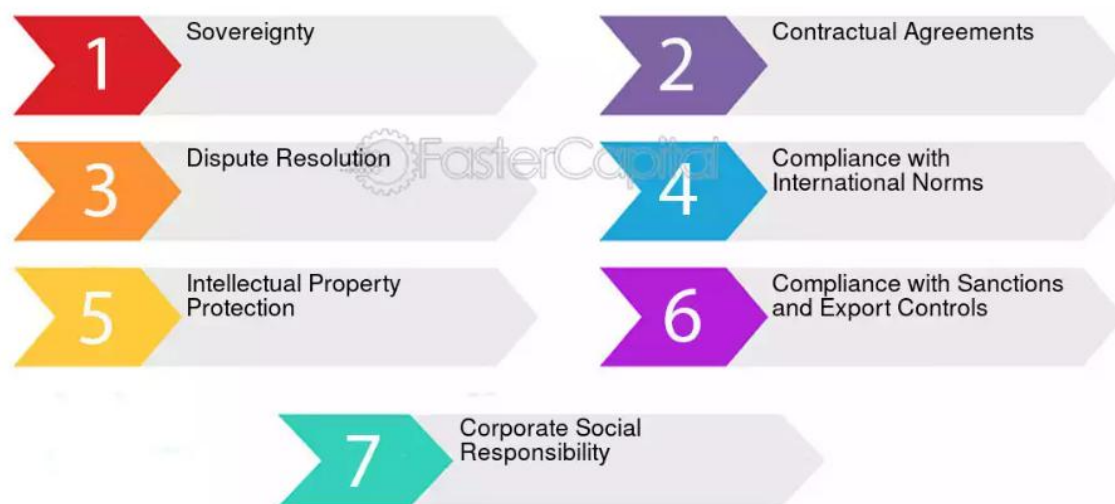 1
Sovereignty
2
Contractual Agreements
3
Dispute Resolution
FasterCapital
4
Compliance with
International Norms
5
Intellectual Property
Protection
6
Compliance with Sanctions
and Export Controls
7
Corporate Social
Responsibility